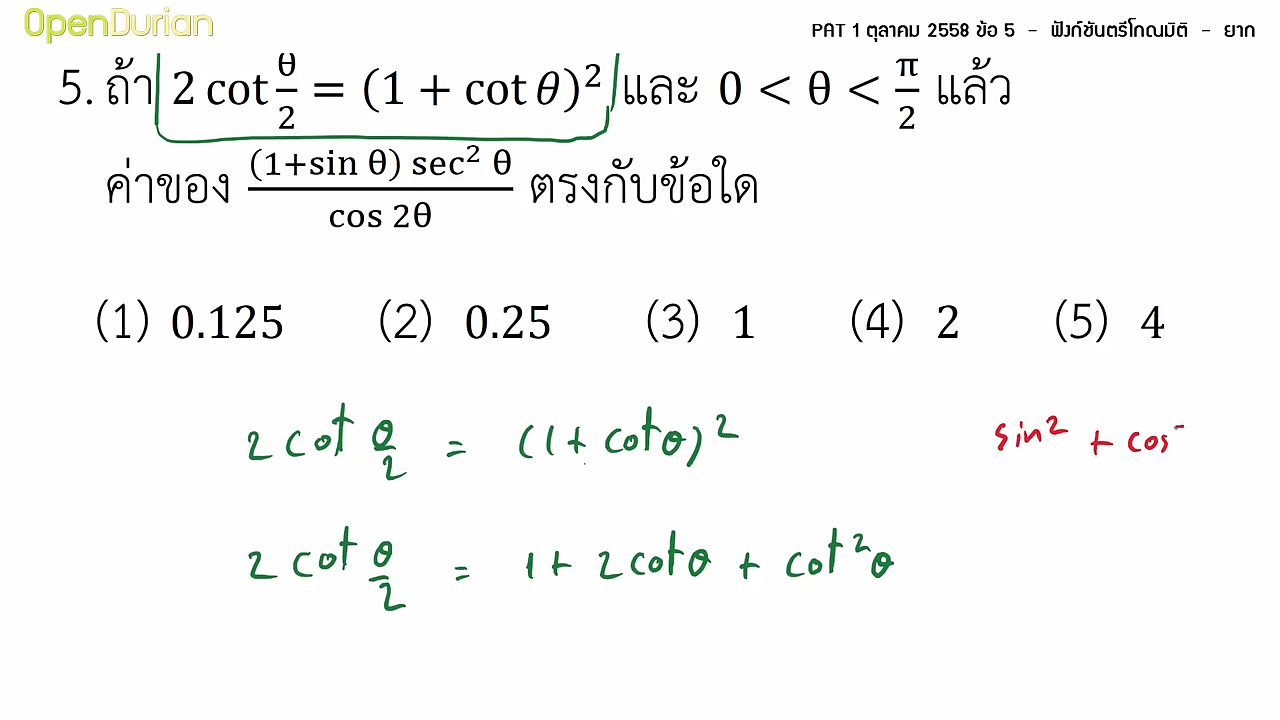 OpenDurian
PAT 1 ตุลาคม 2558 ข้อ 5 - ฟังก์ชันตรีโกณมิติ - ยาก
5. ถ้า 2 cot θ/2 = (1 + cot θ)² และ 0 < θ < π/2 แล้ว
ค่าของ (1+sin θ) sec² θ / cos 2θ ตรงกับข้อใด
(1) 0.125 (2) 0.25 (3) 1 (4) 2 (5) 4
2 cot θ/2 = (1 + cot θ)²
sin² + cos
2 cot θ/2 = 1 + 2 cot θ + cot² θ